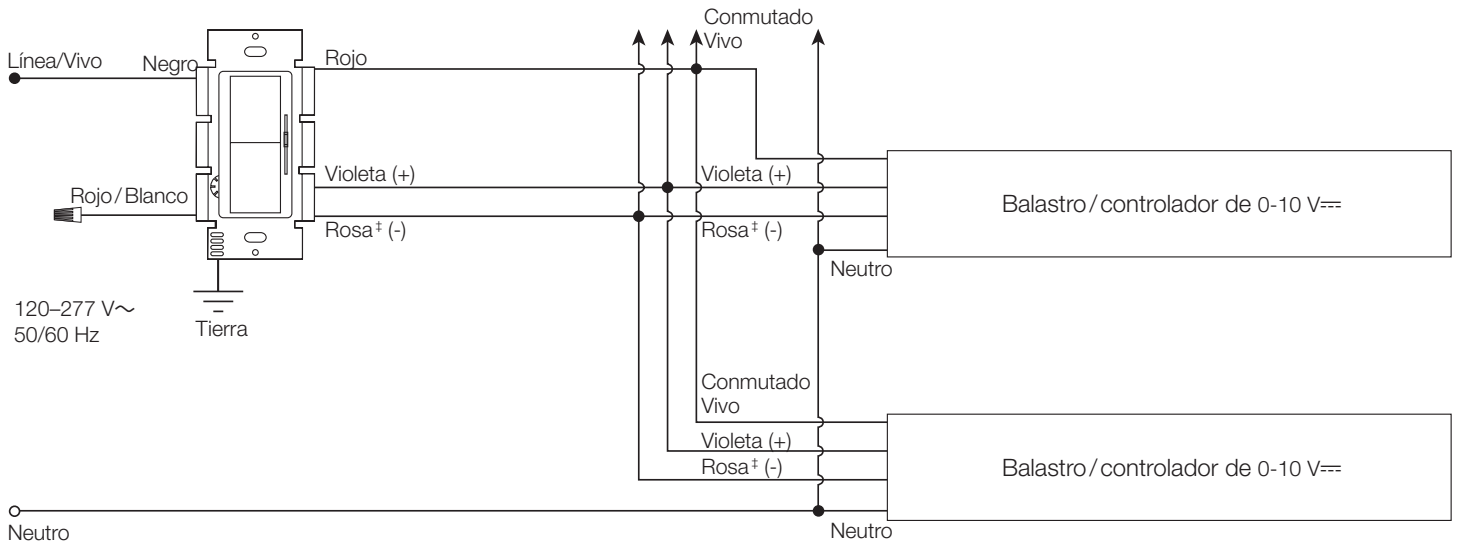 Conmutado
Vivo
Línea/Vivo
Negro
Rojo
Violeta (+)
Violeta (+)
Rojo/Blanco
Balastro/controlador de 0-10 V⎓
Rosa‡ (-)
Rosa‡ (-)
Neutro
120–277 V～
50/60 Hz
Tierra
Conmutado
Vivo
Violeta (+)
Rosa‡ (-)
Balastro/controlador de 0-10 V⎓
Neutro
Neutro